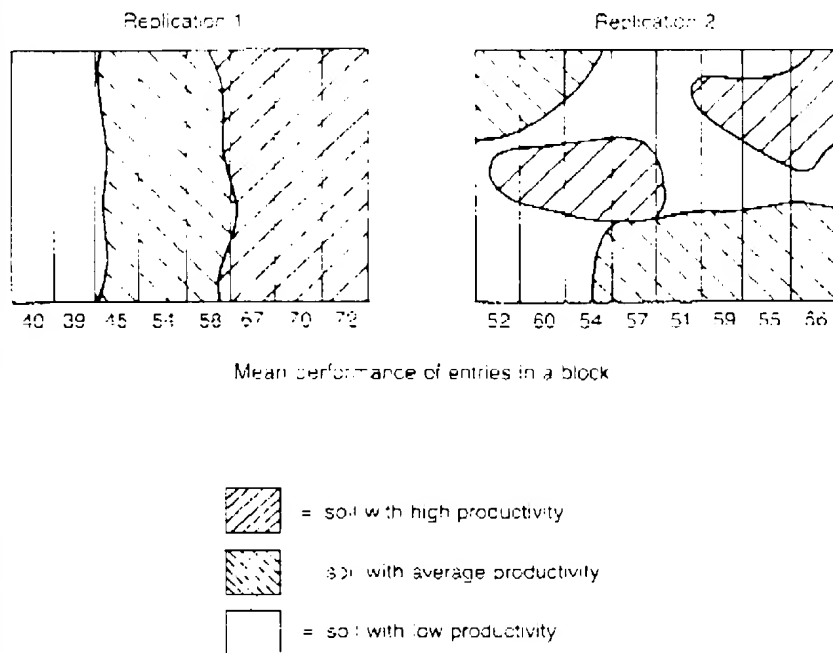 Replication 1 Replication 2
40 39 45 54 58 67 70 72 52 60 54 57 51 59 55 66
Mean performance of entries in a block
= soil with high productivity
soil with average productivity
= soil with low productivity